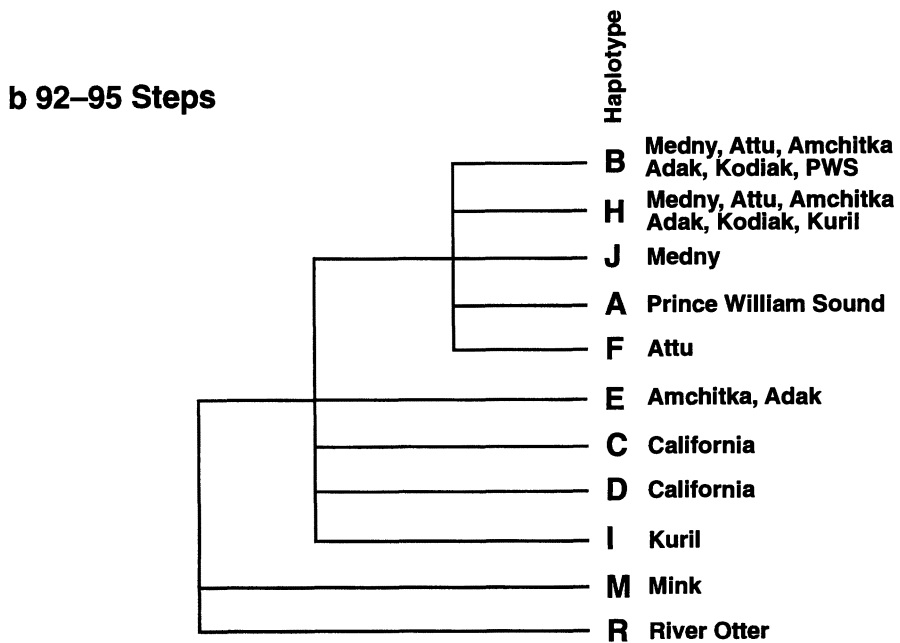 Haplotype
b 92–95 Steps
B Medny, Attu, Amchitka
Adak, Kodiak, PWS
H Medny, Attu, Amchitka
Adak, Kodiak, Kuril
J Medny
A Prince William Sound
F Attu
E Amchitka, Adak
C California
D California
I Kuril
M Mink
R River Otter